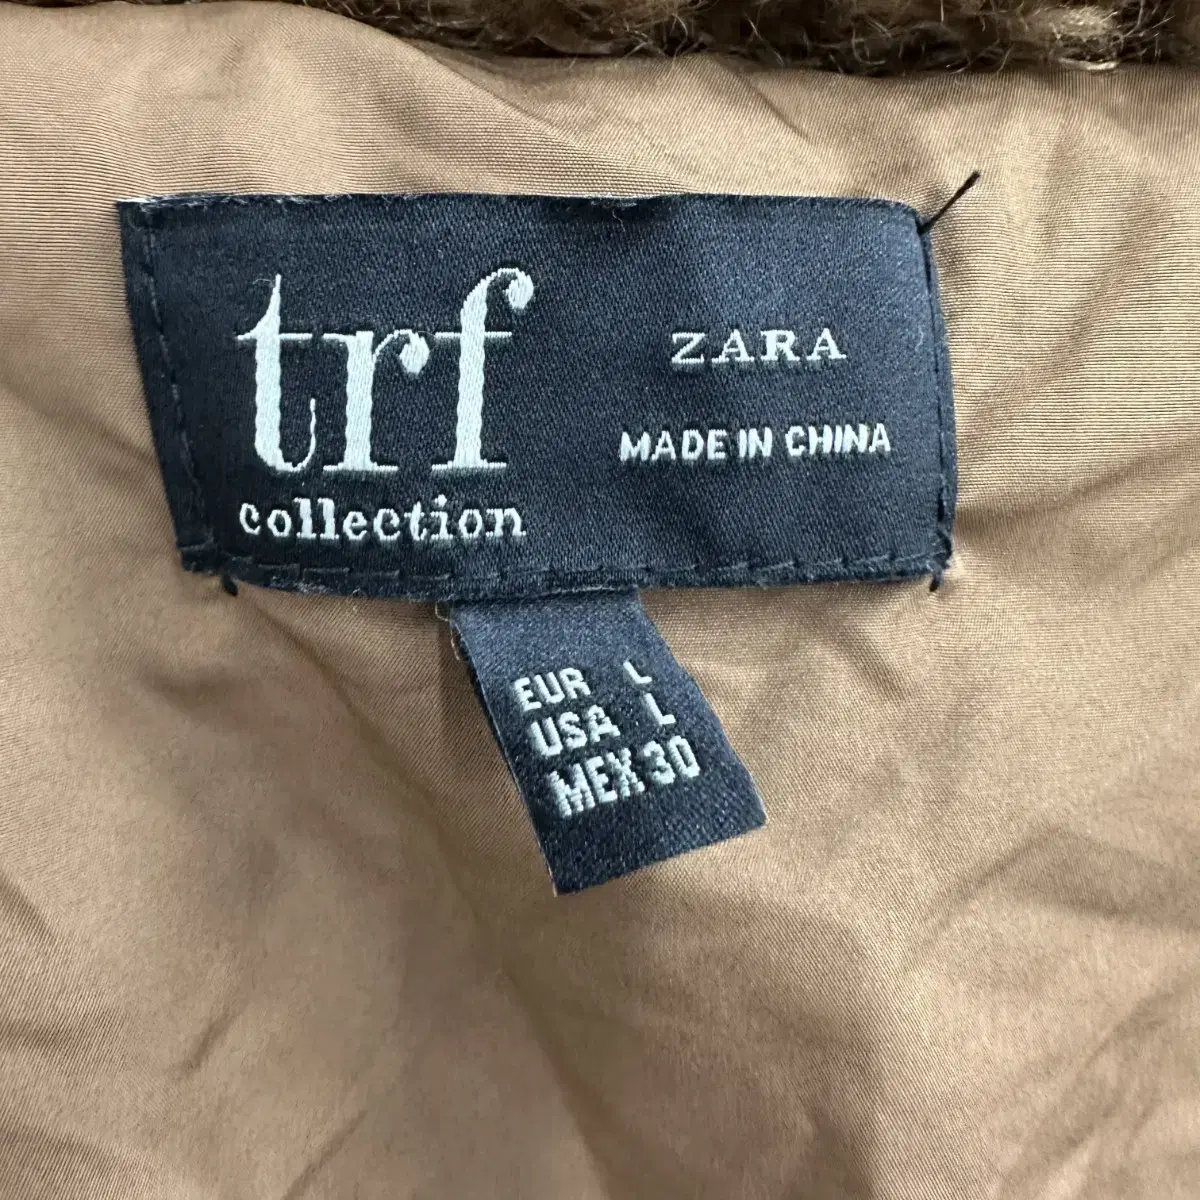 trf
collection
ZARA
MADE IN CHINA
EUR L
USA L
MEX 30